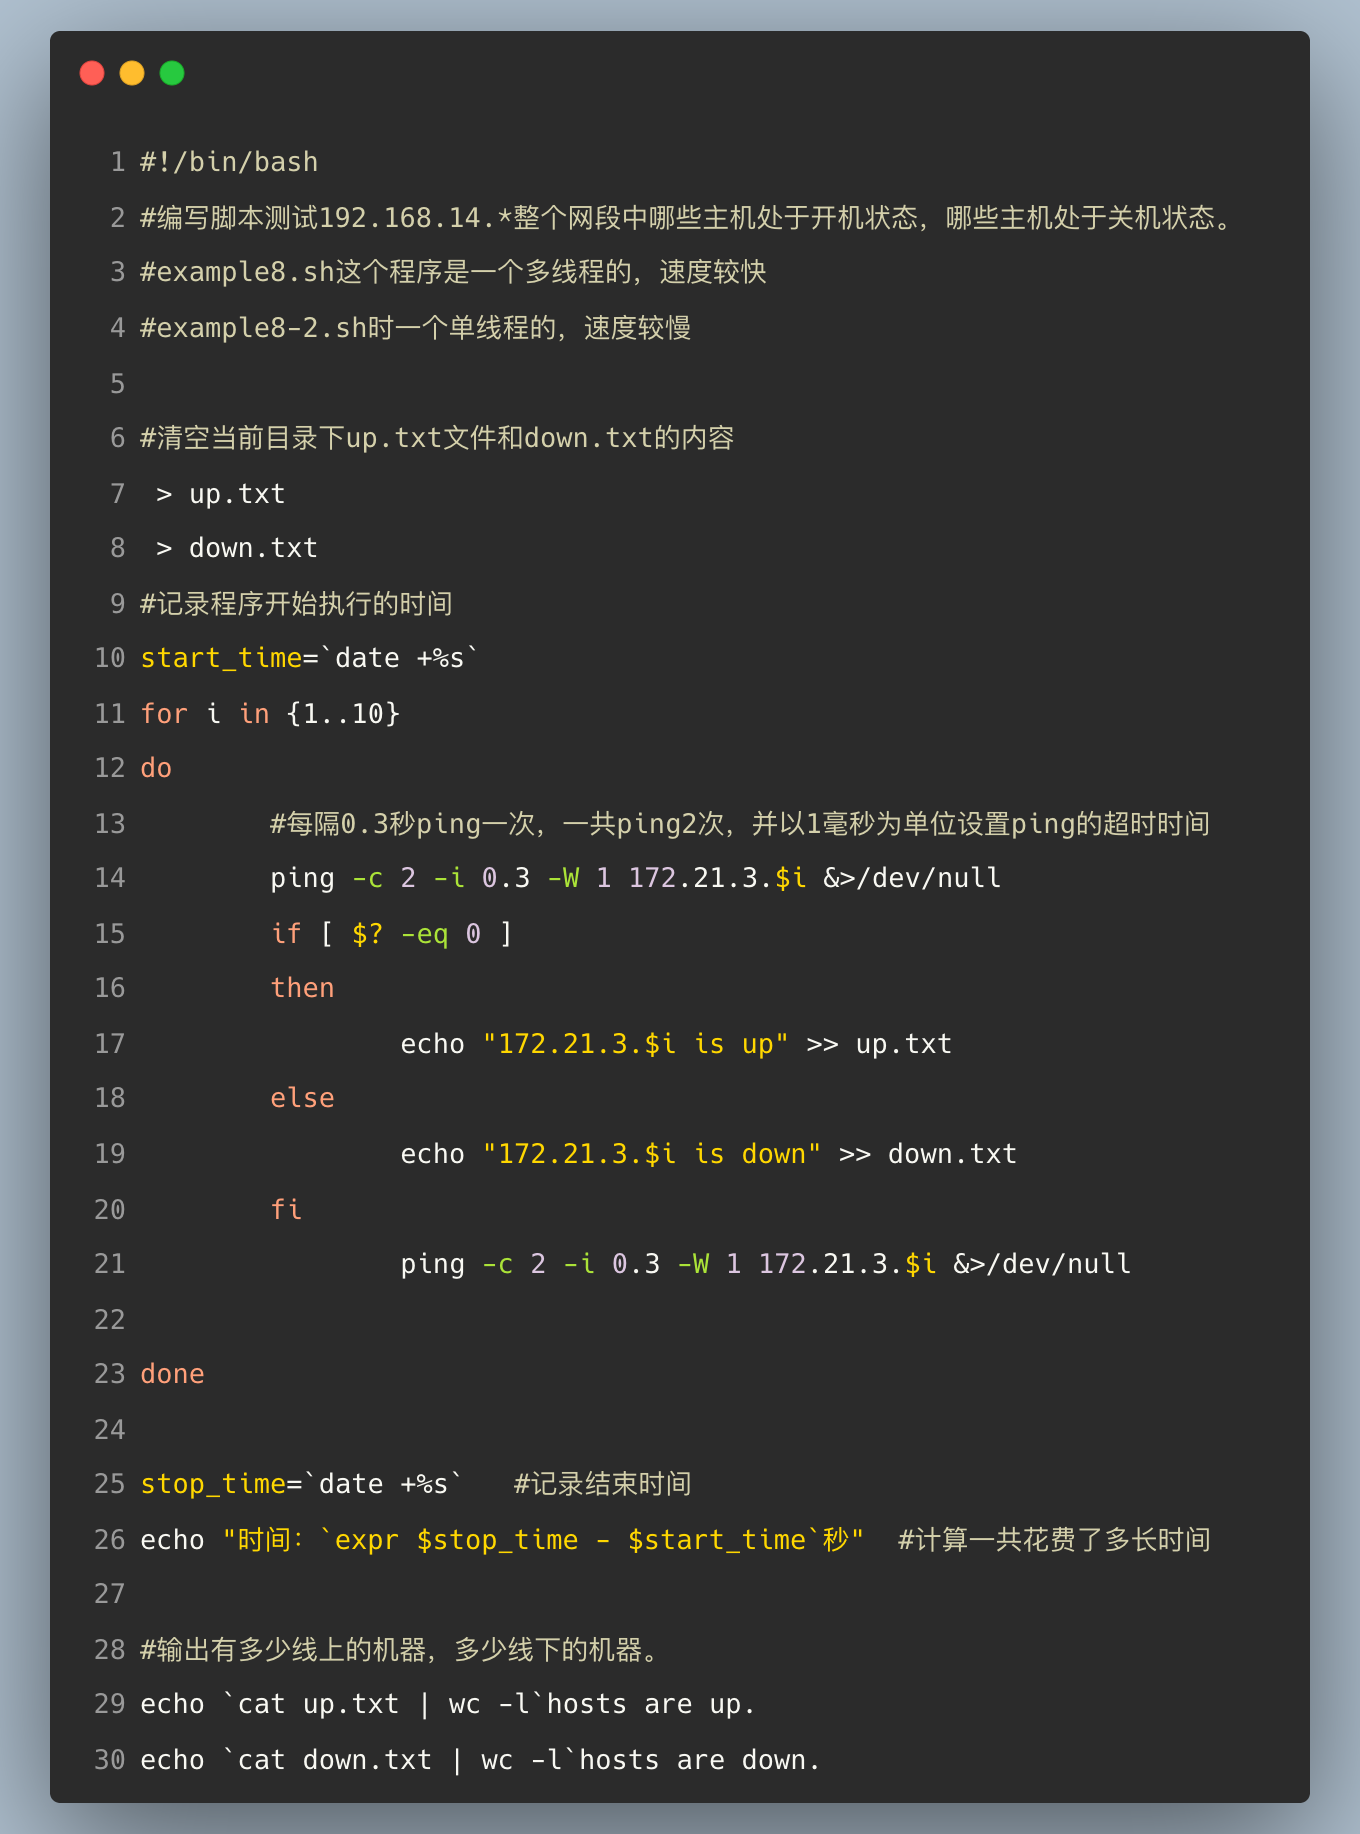 1 #!/bin/bash
2 #编写脚本测试192.168.14.*整个网段中哪些主机处于开机状态，哪些主机处于关机状态。
3 #example8.sh这个程序是一个多线程的，速度较快
4 #example8-2.sh时一个单线程的，速度较慢
5
6 #清空当前目录下up.txt文件和down.txt的内容
7  > up.txt
8  > down.txt
9 #记录程序开始执行的时间
10 start_time=`date +%s`
11 for i in {1..10}
12 do
13         #每隔0.3秒ping一次，一共ping2次，并以1毫秒为单位设置ping的超时时间
14         ping -c 2 -i 0.3 -W 1 172.21.3.$i &>/dev/null
15         if [ $? -eq 0 ]
16         then
17                 echo "172.21.3.$i is up" >> up.txt
18         else
19                 echo "172.21.3.$i is down" >> down.txt
20         fi
21                 ping -c 2 -i 0.3 -W 1 172.21.3.$i &>/dev/null
22
23 done
24
25 stop_time=`date +%s`   #记录结束时间
26 echo "时间：`expr $stop_time - $start_time`秒"  #计算一共花费了多长时间
27
28 #输出有多少线上的机器，多少线下的机器。
29 echo `cat up.txt | wc -l`hosts are up.
30 echo `cat down.txt | wc -l`hosts are down.